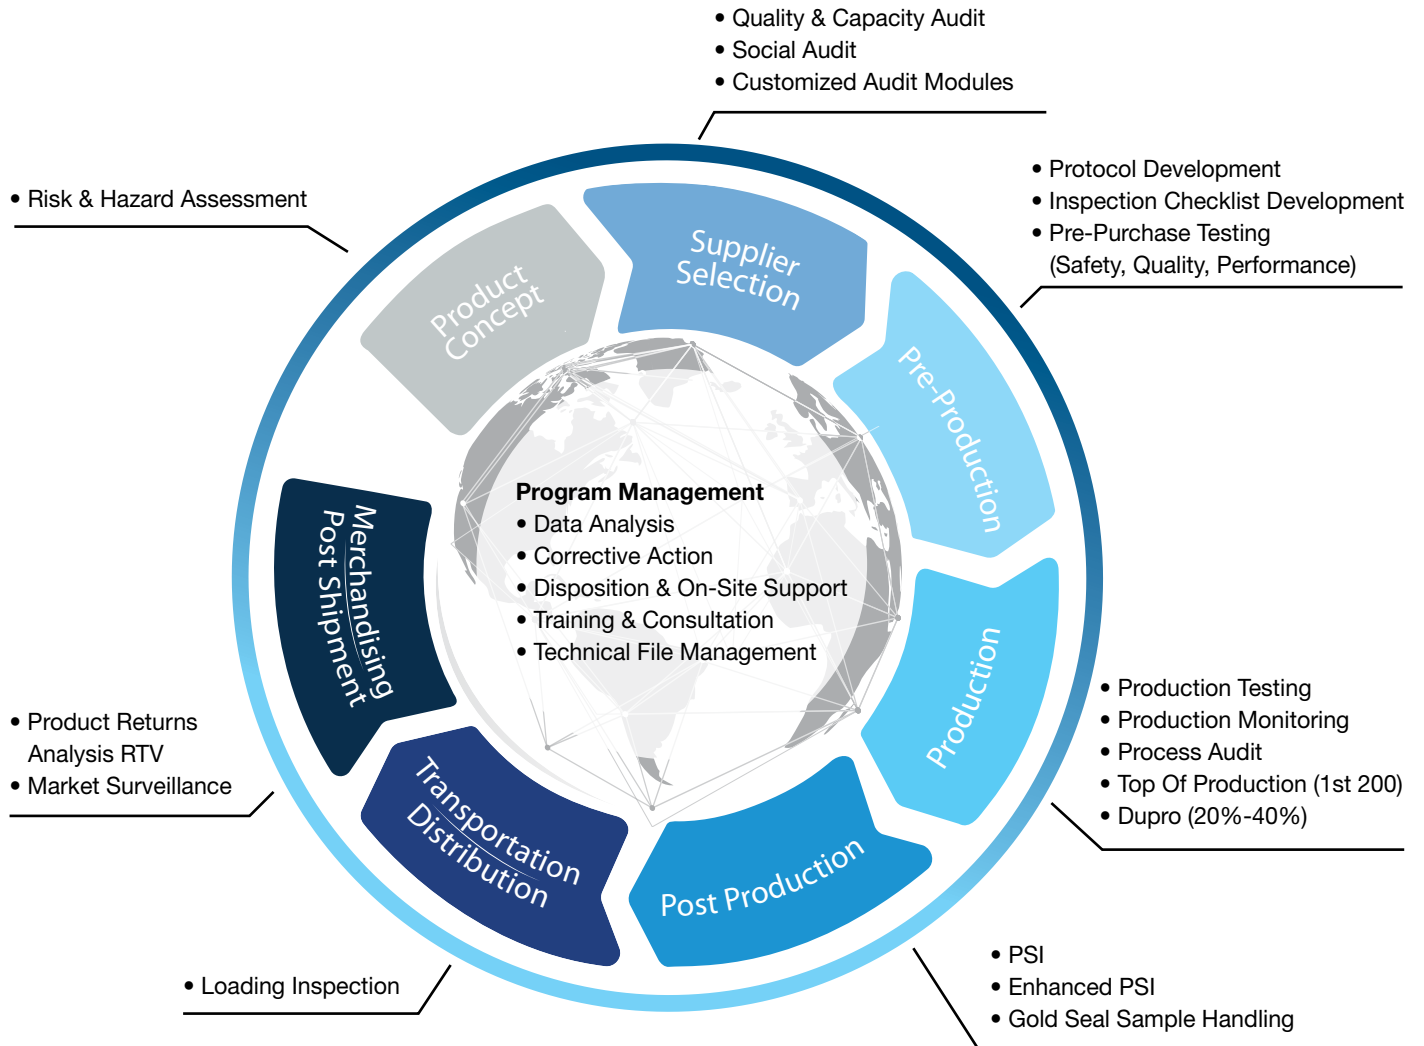 • Quality & Capacity Audit
• Social Audit
• Customized Audit Modules
• Risk & Hazard Assessment
• Protocol Development
• Inspection Checklist Development
• Pre-Purchase Testing
(Safety, Quality, Performance)
Product
Concept
Supplier
Selection
Pre-Production
Production
Post Production
Transportation
Distribution
Merchandising
Post Shipment
Program Management
• Data Analysis
• Corrective Action
• Disposition & On-Site Support
• Training & Consultation
• Technical File Management
• Production Testing
• Production Monitoring
• Process Audit
• Top Of Production (1st 200)
• Dupro (20%-40%)
• PSI
• Enhanced PSI
• Gold Seal Sample Handling
• Loading Inspection
• Product Returns
Analysis RTV
• Market Surveillance